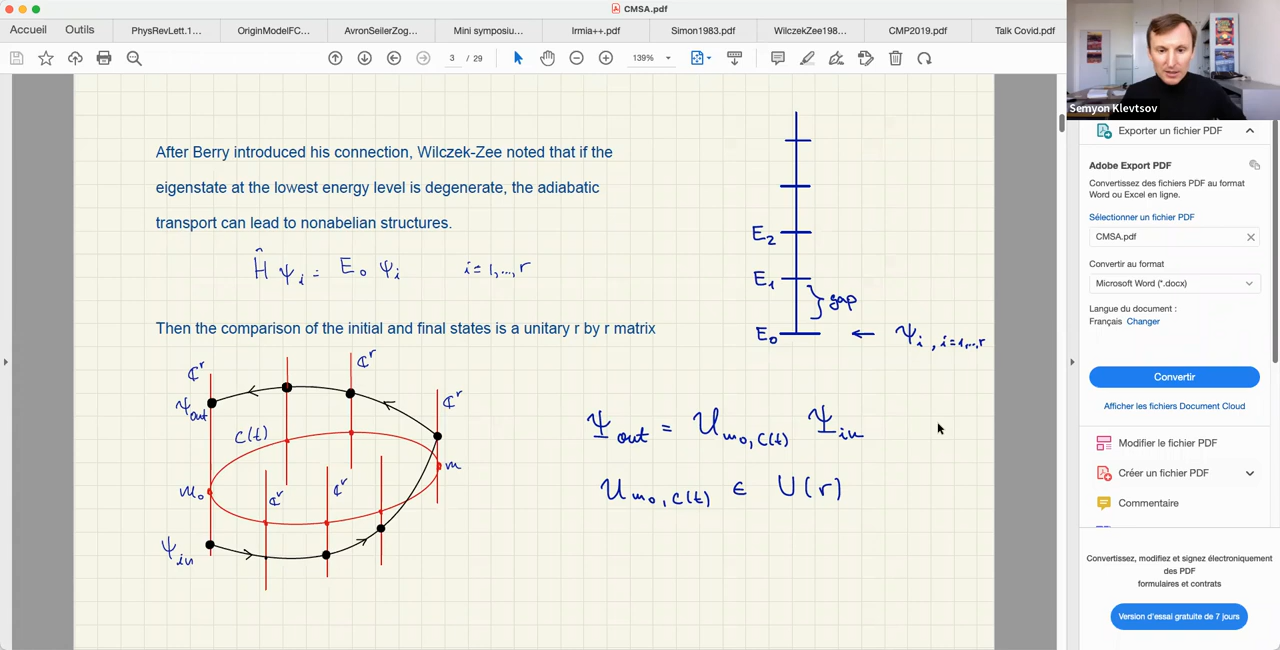 CMSA.pdf
Accueil
Outils
PhysRevLett.1...
OriginModelFC...
AvronSeilerZog...
Mini symposiu...
Irmia++.pdf
Simon1983.pdf
WilczekZee198...
CMP2019.pdf
Talk Covid.pdf
3 / 29
139%
Semyon Klevtsov
After Berry introduced his connection, Wilczek-Zee noted that if the
eigenstate at the lowest energy level is degenerate, the adiabatic
transport can lead to nonabelian structures.
Ĥ ψᵢ = E₀ ψᵢ i=1,...,r
Then the comparison of the initial and final states is a unitary r by r matrix
E₂
E₁
gap
E₀ ← ψᵢ, i=1,...,r
ℂʳ
ℂʳ
ℂʳ
ψout
C(t)
m
m₀
ℂʳ
ℂʳ
ψin
Ψout = U m₀,C(t) Ψin
U m₀,C(t) ∈ U(r)
Exporter un fichier PDF
Adobe Export PDF
Convertissez des fichiers PDF au format
Word ou Excel en ligne.
Sélectionner un fichier PDF
CMSA.pdf
Convertir au format
Microsoft Word (*.docx)
Langue du document :
Français Changer
Convertir
Afficher les fichiers Document Cloud
Modifier le fichier PDF
Créer un fichier PDF
Commentaire
Convertissez, modifiez et signez électroniquement
des PDF
formulaires et contrats
Version d'essai gratuite de 7 jours